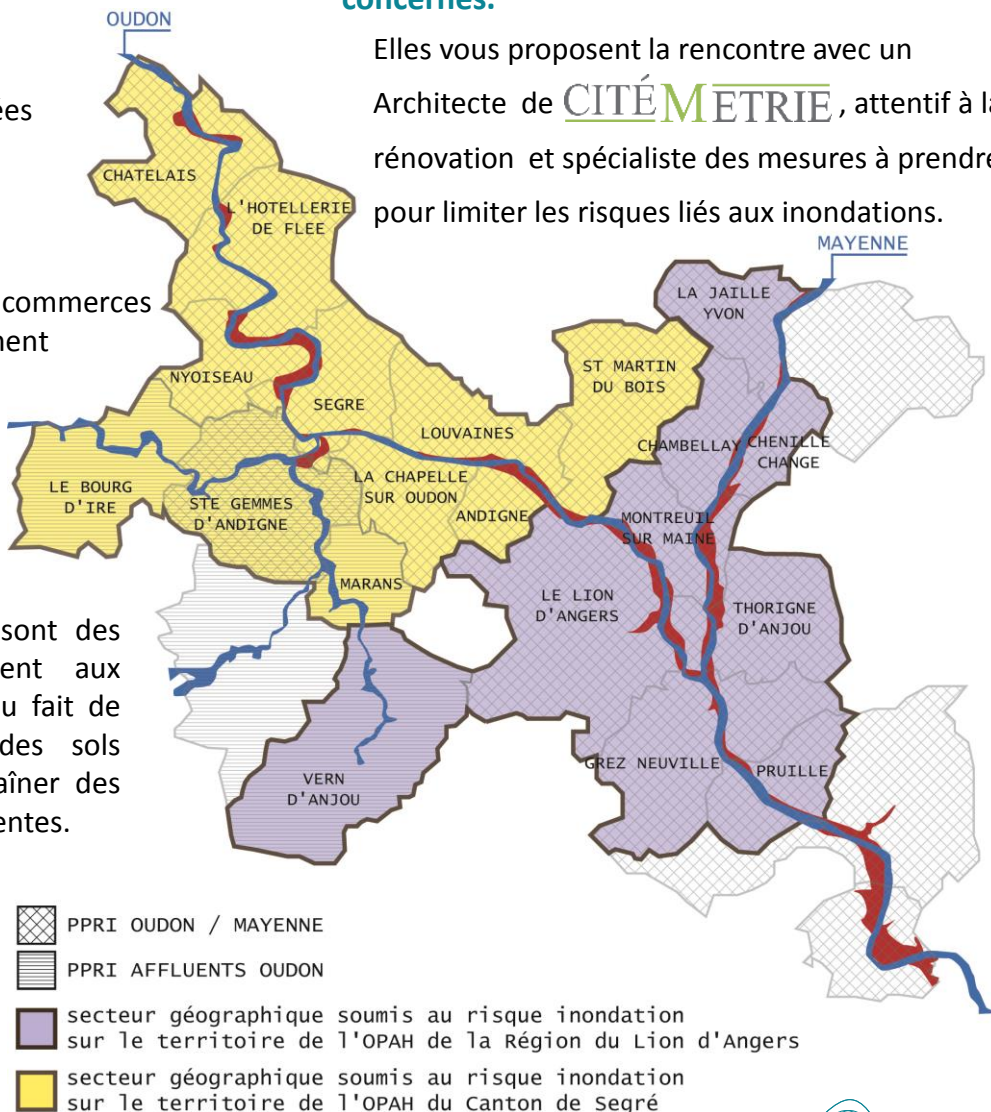 concernés.
OUDON
Elles vous proposent la rencontre avec un
Architecte de CITÉMETRIE, attentif à la
rénovation et spécialiste des mesures à prendre
pour limiter les risques liés aux inondations.
ées
commerces
ment
sont des
ent aux
u fait de
des sols
aîner des
entes.
CHATELAIS
L'HOTELLERIE
DE FLEE
MAYENNE
LA JAILLE
YVON
NYOISEAU
SEGRE
ST MARTIN
DU BOIS
LOUVAINES
CHAMBELLAY
CHENILLE
CHANGE
LE BOURG
D'IRE
STE GEMMES
D'ANDIGNE
LA CHAPELLE
SUR OUDON
ANDIGNE
MONTREUIL
SUR MAINE
MARANS
LE LION
D'ANGERS
THORIGNE
D'ANJOU
VERN
D'ANJOU
GREZ NEUVILLE
PRUILLE
PPRI OUDON / MAYENNE
PPRI AFFLUENTS OUDON
secteur géographique soumis au risque inondation
sur le territoire de l'OPAH de la Région du Lion d'Angers
secteur géographique soumis au risque inondation
sur le territoire de l'OPAH du Canton de Segré